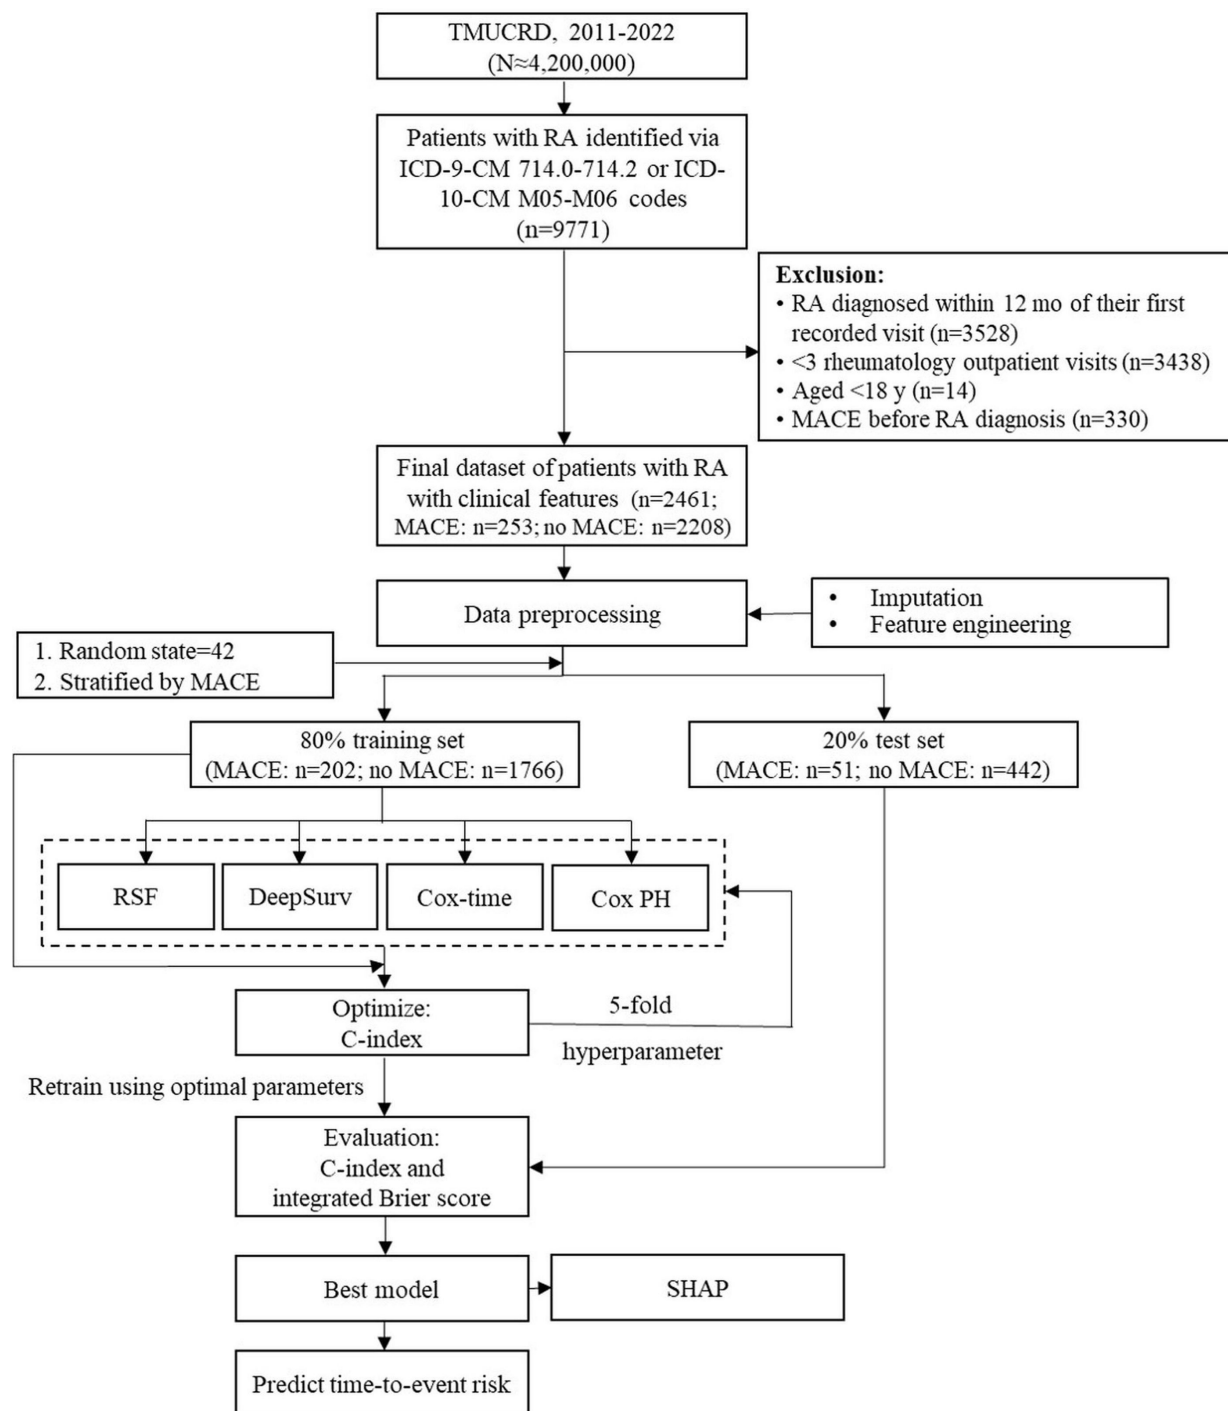 TMUCRD, 2011-2022
(N≈4,200,000)
Patients with RA identified via
ICD-9-CM 714.0-714.2 or ICD-
10-CM M05-M06 codes
(n=9771)
Exclusion:
• RA diagnosed within 12 mo of their first
recorded visit (n=3528)
• <3 rheumatology outpatient visits (n=3438)
• Aged <18 y (n=14)
• MACE before RA diagnosis (n=330)
Final dataset of patients with RA
with clinical features (n=2461;
MACE: n=253; no MACE: n=2208)
Data preprocessing
• Imputation
• Feature engineering
1. Random state=42
2. Stratified by MACE
80% training set
(MACE: n=202; no MACE: n=1766)
20% test set
(MACE: n=51; no MACE: n=442)
RSF
DeepSurv
Cox-time
Cox PH
Optimize:
C-index
5-fold
hyperparameter
Retrain using optimal parameters
Evaluation:
C-index and
integrated Brier score
Best model
SHAP
Predict time-to-event risk